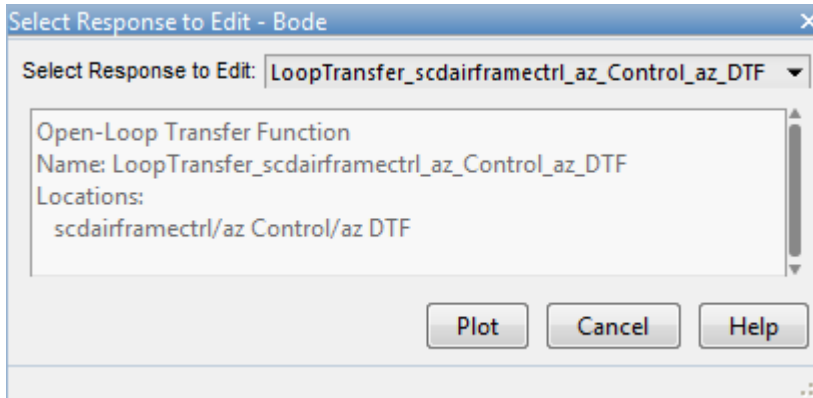 Select Response to Edit - Bode
Select Response to Edit: LoopTransfer_scdairframectrl_az_Control_az_DTF
Open-Loop Transfer Function
Name: LoopTransfer_scdairframectrl_az_Control_az_DTF
Locations:
scdairframectrl/az Control/az DTF
Plot Cancel Help